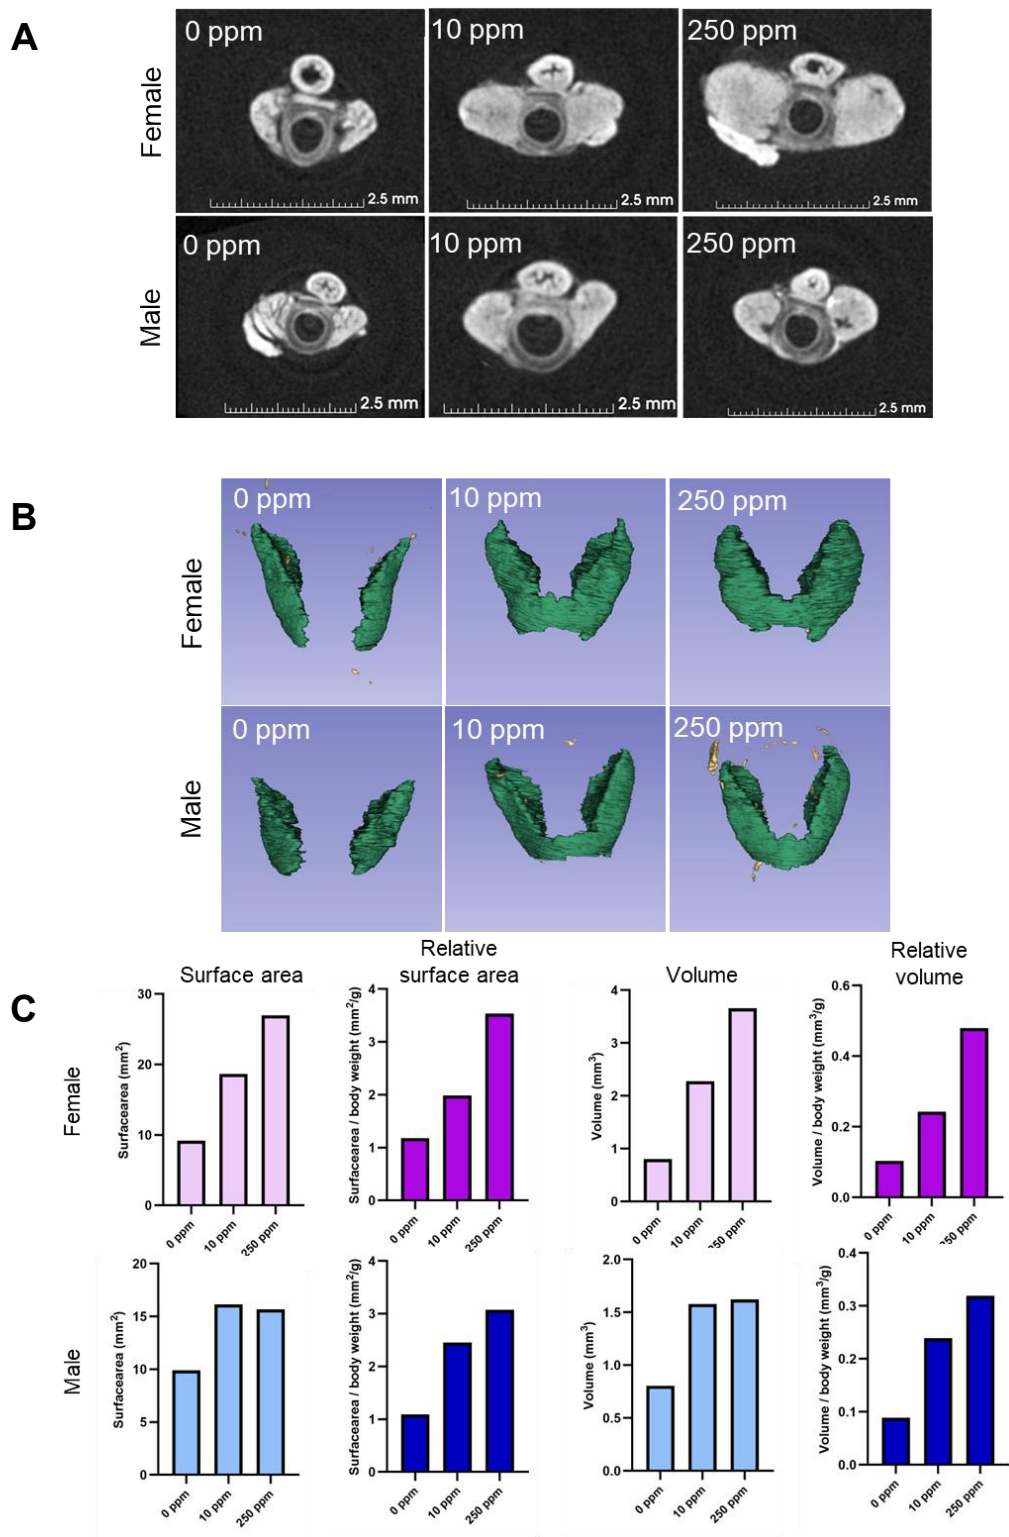 A
Female
0 ppm
10 ppm
250 ppm
2.5 mm
2.5 mm
2.5 mm
Male
0 ppm
10 ppm
250 ppm
2.5 mm
2.5 mm
2.5 mm
B
Female
0 ppm
10 ppm
250 ppm
Male
0 ppm
10 ppm
250 ppm
C
Surface area
Relative
surface area
Volume
Relative
volume
Female
Surfacearea (mm²)
30
20
10
0
0 ppm
10 ppm
250 ppm
Surfacearea / body weight (mm²/g)
4
3
2
1
0
0 ppm
10 ppm
250 ppm
Volume (mm³)
4
3
2
1
0
0 ppm
10 ppm
250 ppm
Volume / body weight (mm³/g)
0.6
0.4
0.2
0.0
0 ppm
10 ppm
250 ppm
Male
Surfacearea (mm²)
20
15
10
5
0
0 ppm
10 ppm
250 ppm
Surfacearea / body weight (mm²/g)
4
3
2
1
0
0 ppm
10 ppm
250 ppm
Volume (mm³)
2.0
1.5
1.0
0.5
0.0
0 ppm
10 ppm
250 ppm
Volume / body weight (mm³/g)
0.4
0.3
0.2
0.1
0.0
0 ppm
10 ppm
250 ppm